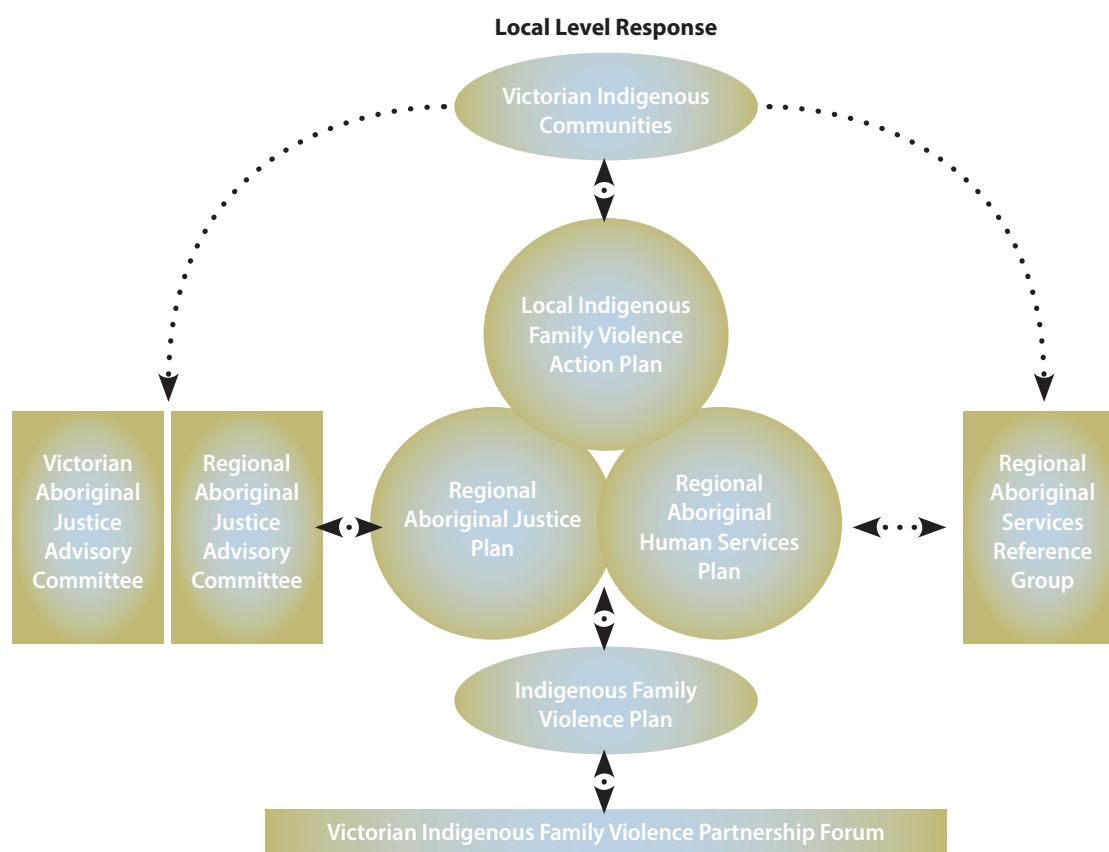 Local Level Response
Victorian Indigenous
Communities
Local Indigenous
Family Violence
Action Plan
Victorian
Aboriginal
Justice
Advisory
Committee
Regional
Aboriginal
Justice
Advisory
Committee
Regional
Aboriginal Justice
Plan
Regional
Aboriginal
Human Services
Plan
Regional
Aboriginal
Services
Reference
Group
Indigenous Family
Violence Plan
Victorian Indigenous Family Violence Partnership Forum